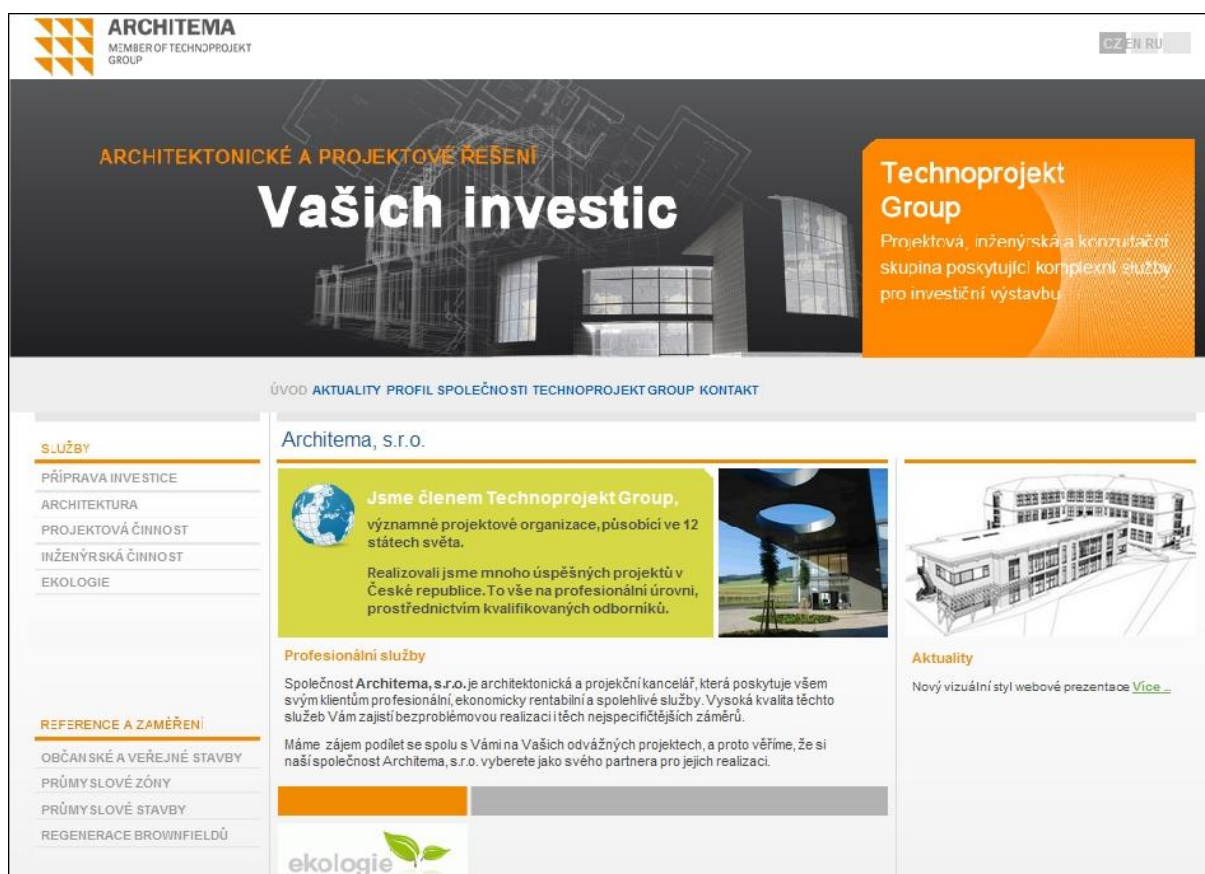 ARCHITEMA
MEMBER OF TECHNOPROJEKT
GROUP
CZ EN RU
ARCHITEKTONICKÉ A PROJEKTOVÉ ŘEŠENÍ
Vašich investic
Technoprojekt
Group
Projektová, inženýrská a konzultační
skupina poskytující komplexní služby
pro investiční výstavbu
ÚVOD AKTUALITY PROFIL SPOLEČNOSTI TECHNOPROJEKT GROUP KONTAKT
SLUŽBY
PŘÍPRAVA INVESTICE
ARCHITEKTURA
PROJEKTOVÁ ČINNOST
INŽENÝRSKÁ ČINNOST
EKOLOGIE
REFERENCE A ZAMĚŘENÍ
OBČANSKÉ A VEŘEJNÉ STAVBY
PRŮMYSLOVÉ ZÓNY
PRŮMYSLOVÉ STAVBY
REGENERACE BROWNFIELDŮ
Architema, s.r.o.
Jsme členem Technoprojekt Group,
významné projektové organizace, působící ve 12
státech světa.
Realizovali jsme mnoho úspěšných projektů v
České republice. To vše na profesionální úrovni,
prostřednictvím kvalifikovaných odborníků.
Profesionální služby
Společnost Architema, s.r.o. je architektonická a projekční kancelář, která poskytuje všem
svým klientům profesionální, ekonomicky rentabilní a spolehlivé služby. Vysoká kvalita těchto
služeb Vám zajistí bezproblémovou realizaci i těch nejspecifičtějších záměrů.
Máme zájem podílet se spolu s Vámi na Vašich odvážných projektech, a proto věříme, že si
naší společnost Architema, s.r.o. vyberete jako svého partnera pro jejich realizaci.
ekologie
Aktuality
Nový vizuální styl webové prezentace Více ...